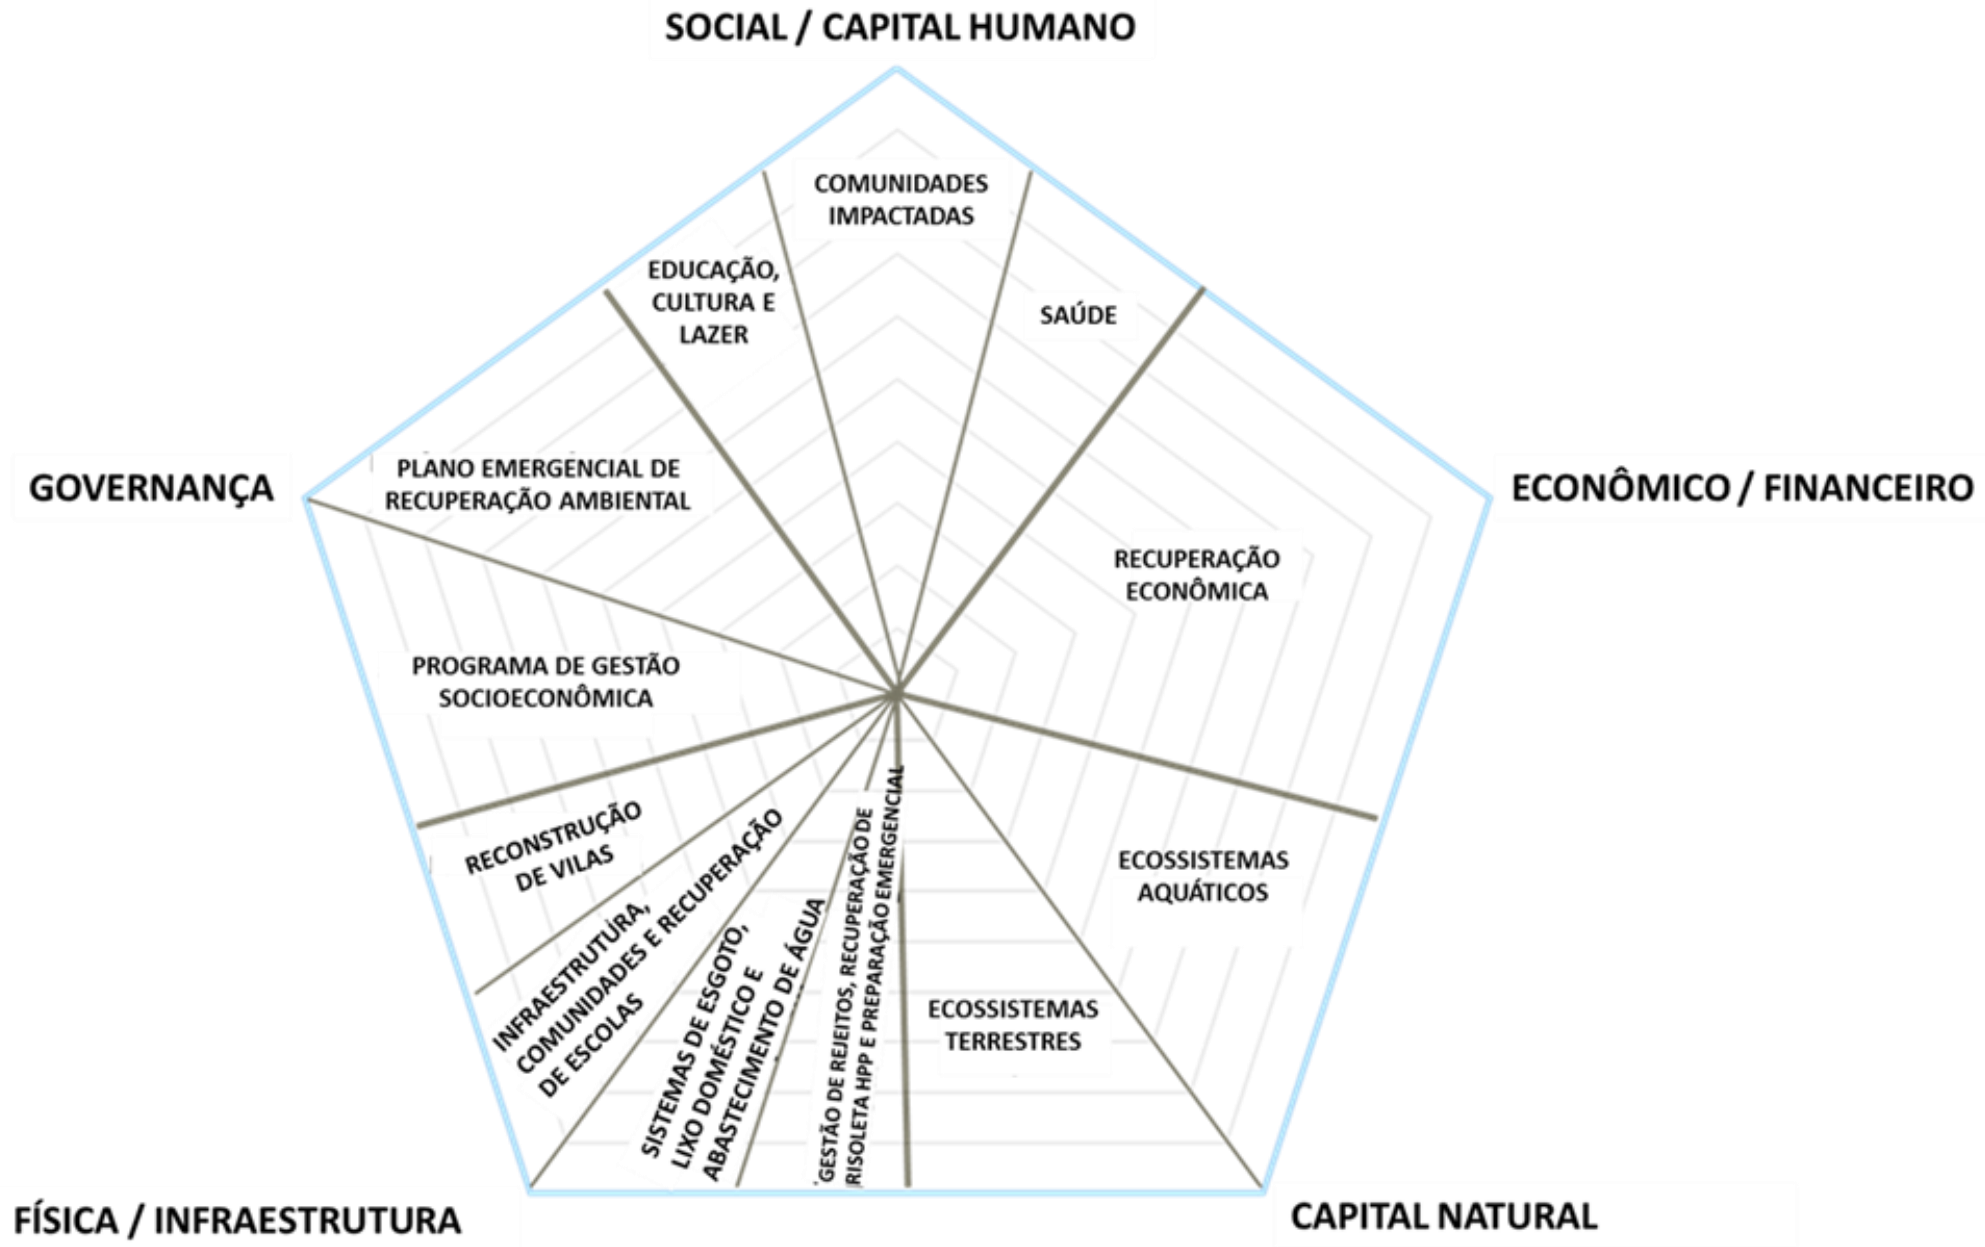 SOCIAL / CAPITAL HUMANO
COMUNIDADES
IMPACTADAS
EDUCAÇÃO,
CULTURA E
LAZER
SAÚDE
GOVERNANÇA
PLANO EMERGENCIAL DE
RECUPERAÇÃO AMBIENTAL
ECONÔMICO / FINANCEIRO
RECUPERAÇÃO
ECONÔMICA
PROGRAMA DE GESTÃO
SOCIOECONÔMICA
RECONSTRUÇÃO
DE VILAS
INFRAESTRUTURA,
COMUNIDADES E RECUPERAÇÃO
DE ESCOLAS
SISTEMAS DE ESGOTO,
LIXO DOMÉSTICO E
ABASTECIMENTO DE ÁGUA
GESTÃO DE REJEITOS, RECUPERAÇÃO DE
RISOLETA HPP E PREPARAÇÃO EMERGENCIAL
ECOSSISTEMAS
TERRESTRES
ECOSSISTEMAS
AQUÁTICOS
FÍSICA / INFRAESTRUTURA
CAPITAL NATURAL